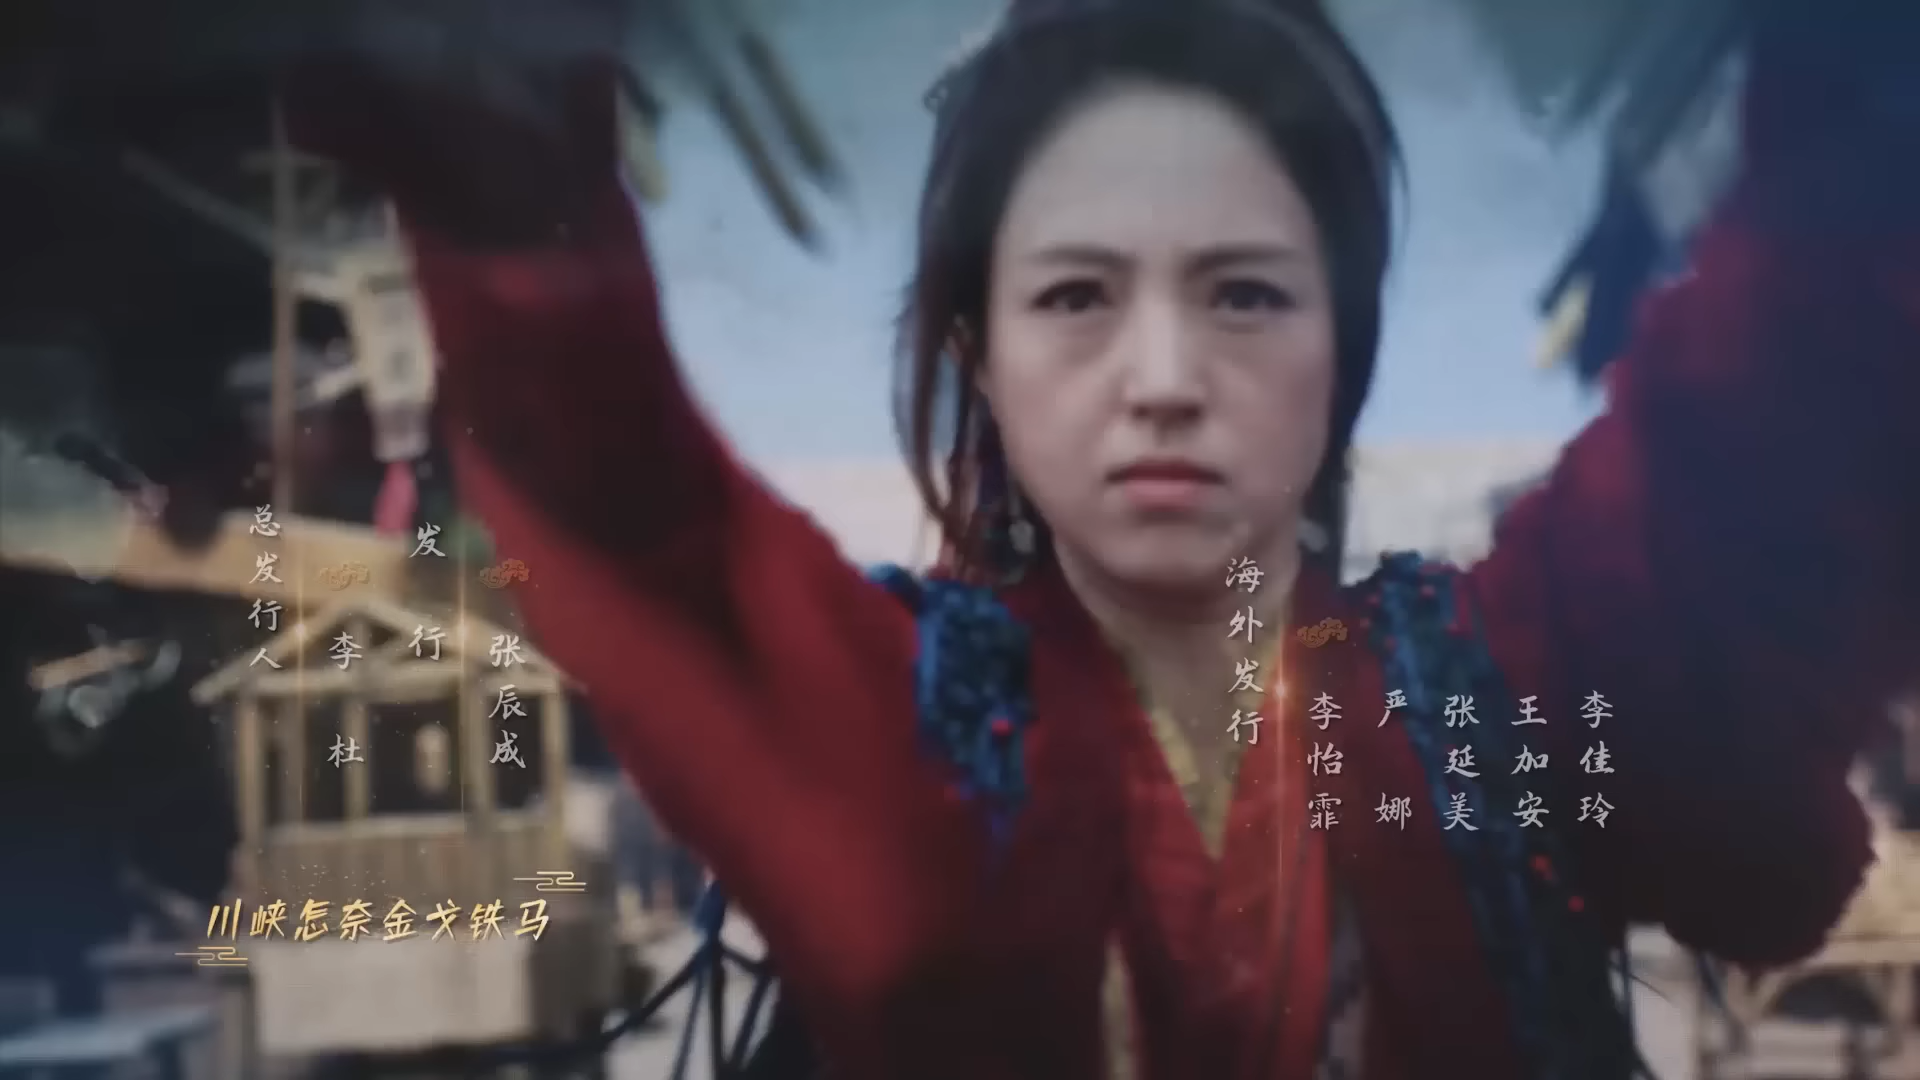 总发行人
李杜
发行
张辰成
海外发行
李怡霏
严娜
张延美
王加安
李佳玲
川峡怎奈金戈铁马